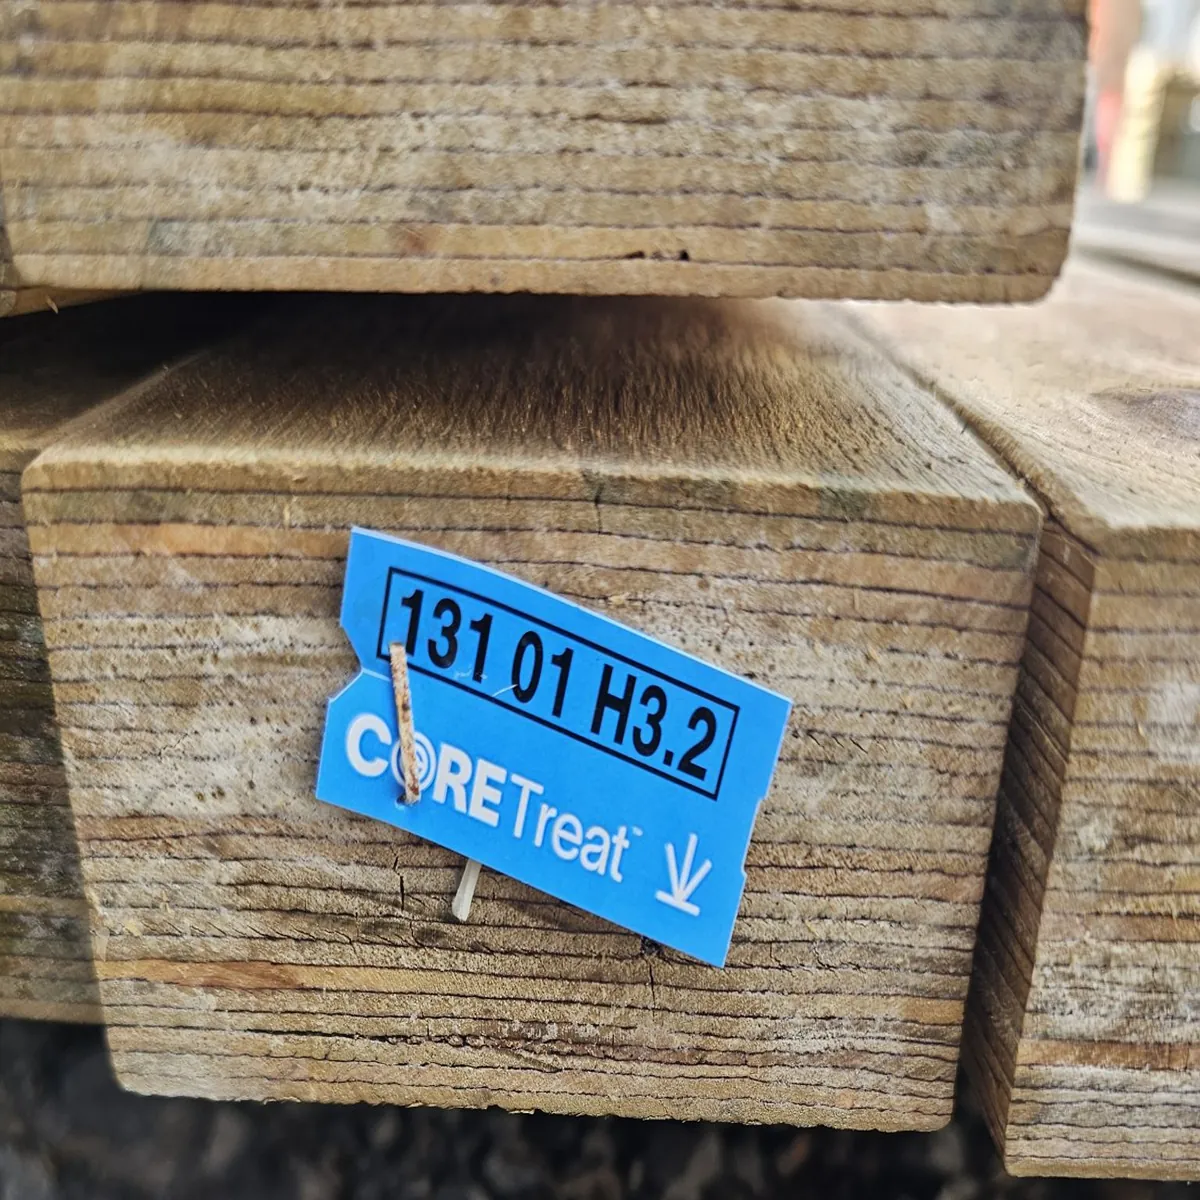 131 01 H3.2
CORETreat™